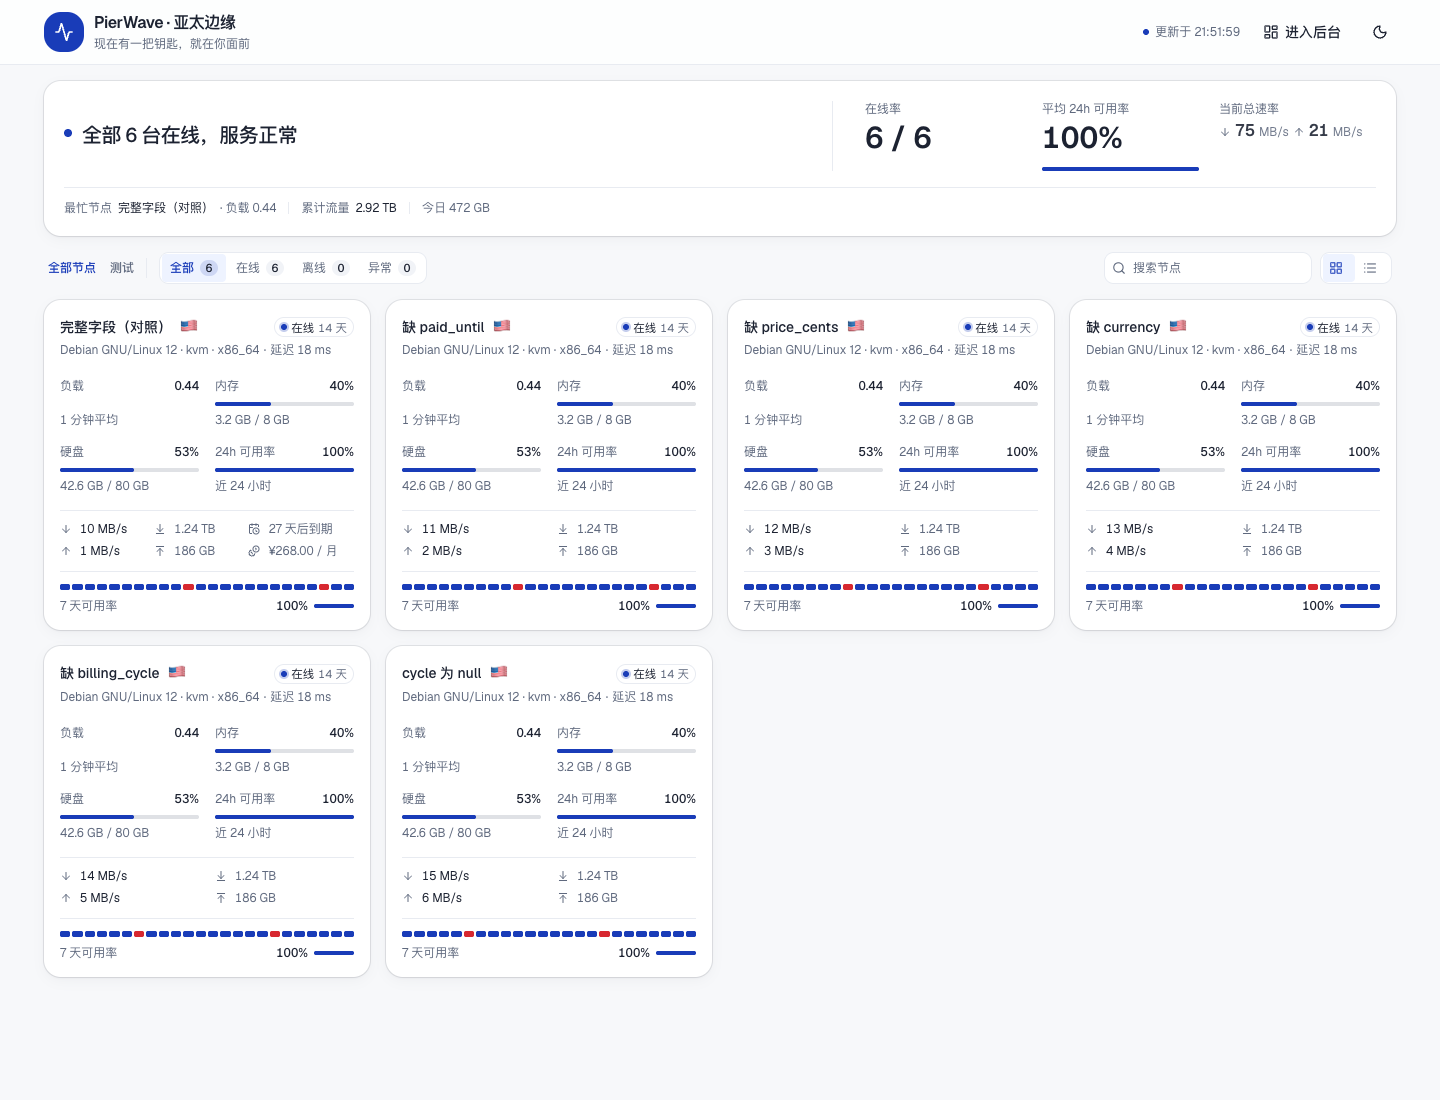 PierWave · 亚太边缘
现在有一把钥匙，就在你面前
更新于 21:51:59
进入后台
全部 6 台在线，服务正常
在线率
6 / 6
平均 24h 可用率
100%
当前总速率
↓ 75 MB/s ↑ 21 MB/s
最忙节点 完整字段（对照） · 负载 0.44
累计流量 2.92 TB
今日 472 GB
全部节点 测试
全部 6 在线 6 离线 0 异常 0
搜索节点
完整字段（对照）
在线 14 天
Debian GNU/Linux 12 · kvm · x86_64 · 延迟 18 ms
负载 0.44 内存 40%
1 分钟平均 3.2 GB / 8 GB
硬盘 53% 24h 可用率 100%
42.6 GB / 80 GB 近 24 小时
↓ 10 MB/s 1.24 TB 27 天后到期
↑ 1 MB/s 186 GB ¥268.00 / 月
7 天可用率 100%
缺 paid_until
在线 14 天
Debian GNU/Linux 12 · kvm · x86_64 · 延迟 18 ms
负载 0.44 内存 40%
1 分钟平均 3.2 GB / 8 GB
硬盘 53% 24h 可用率 100%
42.6 GB / 80 GB 近 24 小时
↓ 11 MB/s 1.24 TB
↑ 2 MB/s 186 GB
7 天可用率 100%
缺 price_cents
在线 14 天
Debian GNU/Linux 12 · kvm · x86_64 · 延迟 18 ms
负载 0.44 内存 40%
1 分钟平均 3.2 GB / 8 GB
硬盘 53% 24h 可用率 100%
42.6 GB / 80 GB 近 24 小时
↓ 12 MB/s 1.24 TB
↑ 3 MB/s 186 GB
7 天可用率 100%
缺 currency
在线 14 天
Debian GNU/Linux 12 · kvm · x86_64 · 延迟 18 ms
负载 0.44 内存 40%
1 分钟平均 3.2 GB / 8 GB
硬盘 53% 24h 可用率 100%
42.6 GB / 80 GB 近 24 小时
↓ 13 MB/s 1.24 TB
↑ 4 MB/s 186 GB
7 天可用率 100%
缺 billing_cycle
在线 14 天
Debian GNU/Linux 12 · kvm · x86_64 · 延迟 18 ms
负载 0.44 内存 40%
1 分钟平均 3.2 GB / 8 GB
硬盘 53% 24h 可用率 100%
42.6 GB / 80 GB 近 24 小时
↓ 14 MB/s 1.24 TB
↑ 5 MB/s 186 GB
7 天可用率 100%
cycle 为 null
在线 14 天
Debian GNU/Linux 12 · kvm · x86_64 · 延迟 18 ms
负载 0.44 内存 40%
1 分钟平均 3.2 GB / 8 GB
硬盘 53% 24h 可用率 100%
42.6 GB / 80 GB 近 24 小时
↓ 15 MB/s 1.24 TB
↑ 6 MB/s 186 GB
7 天可用率 100%